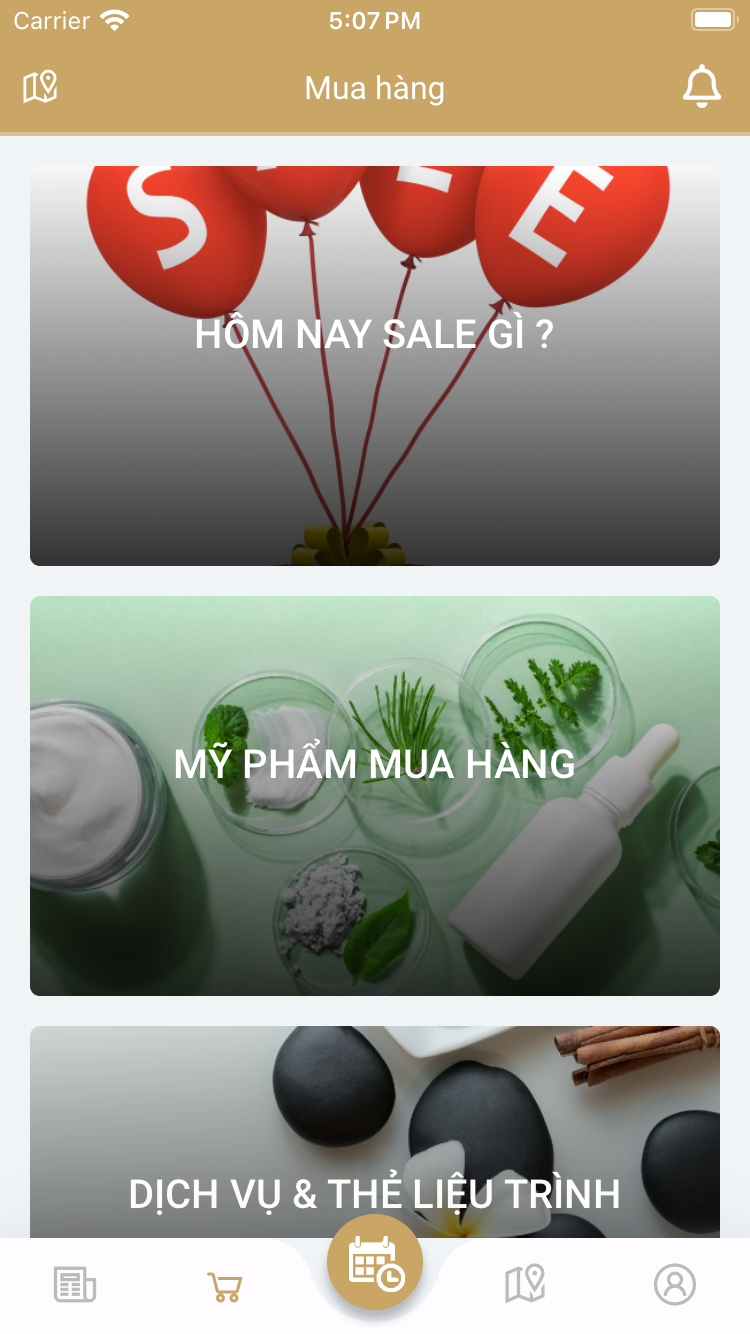 Carrier 5:07 PM
Mua hàng
S A L E
HÔM NAY SALE GÌ ?
MỸ PHẨM MUA HÀNG
DỊCH VỤ & THẺ LIỆU TRÌNH